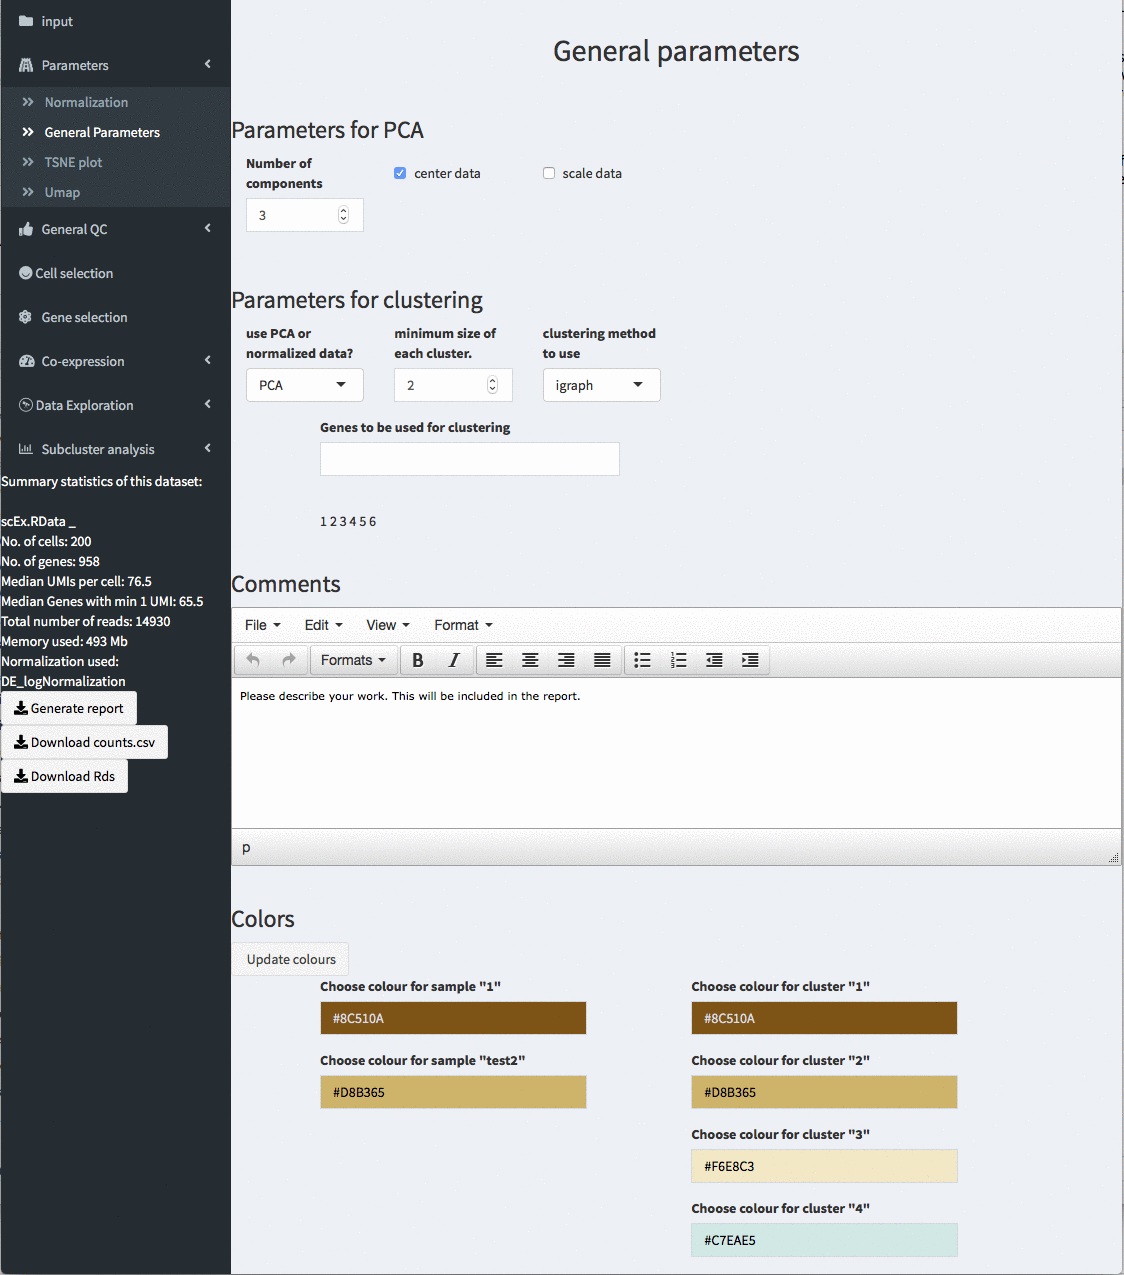 input
Parameters
Normalization
General Parameters
TSNE plot
Umap
General QC
Cell selection
Gene selection
Co-expression
Data Exploration
Subcluster analysis
Summary statistics of this dataset:
scEx.RData _
No. of cells: 200
No. of genes: 958
Median UMIs per cell: 76.5
Median Genes with min 1 UMI: 65.5
Total number of reads: 14930
Memory used: 493 Mb
Normalization used:
DE_logNormalization
Generate report
Download counts.csv
Download Rds
General parameters
Parameters for PCA
Number of
components
3
center data
scale data
Parameters for clustering
use PCA or
normalized data?
PCA
minimum size of
each cluster.
2
clustering method
to use
igraph
Genes to be used for clustering
1 2 3 4 5 6
Comments
File Edit View Format
Formats B I
Please describe your work. This will be included in the report.
p
Colors
Update colours
Choose colour for sample "1"
#8C510A
Choose colour for sample "test2"
#D8B365
Choose colour for cluster "1"
#8C510A
Choose colour for cluster "2"
#D8B365
Choose colour for cluster "3"
#F6E8C3
Choose colour for cluster "4"
#C7EAE5